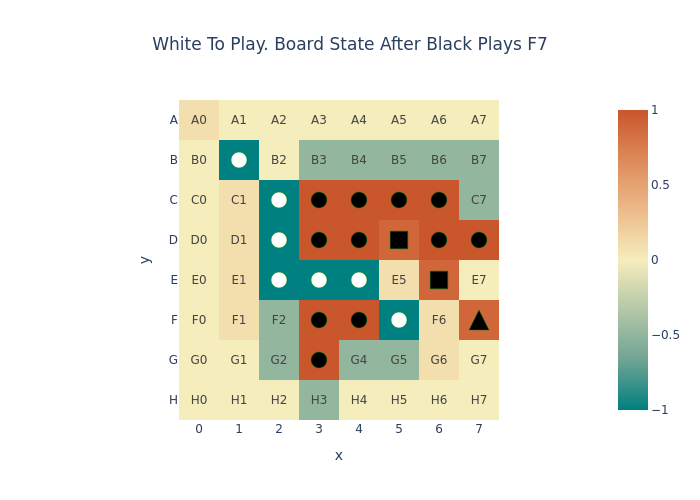 White To Play. Board State After Black Plays F7
A A0 A1 A2 A3 A4 A5 A6 A7 1
B B0 B2 B3 B4 B5 B6 B7
C C0 C1 C7 0.5
D D0 D1
y E E0 E1 E5 E7 0
F F0 F1 F2 F6 −0.5
G G0 G1 G2 G4 G5 G6 G7
H H0 H1 H2 H3 H4 H5 H6 H7 −1
0 1 2 3 4 5 6 7
x